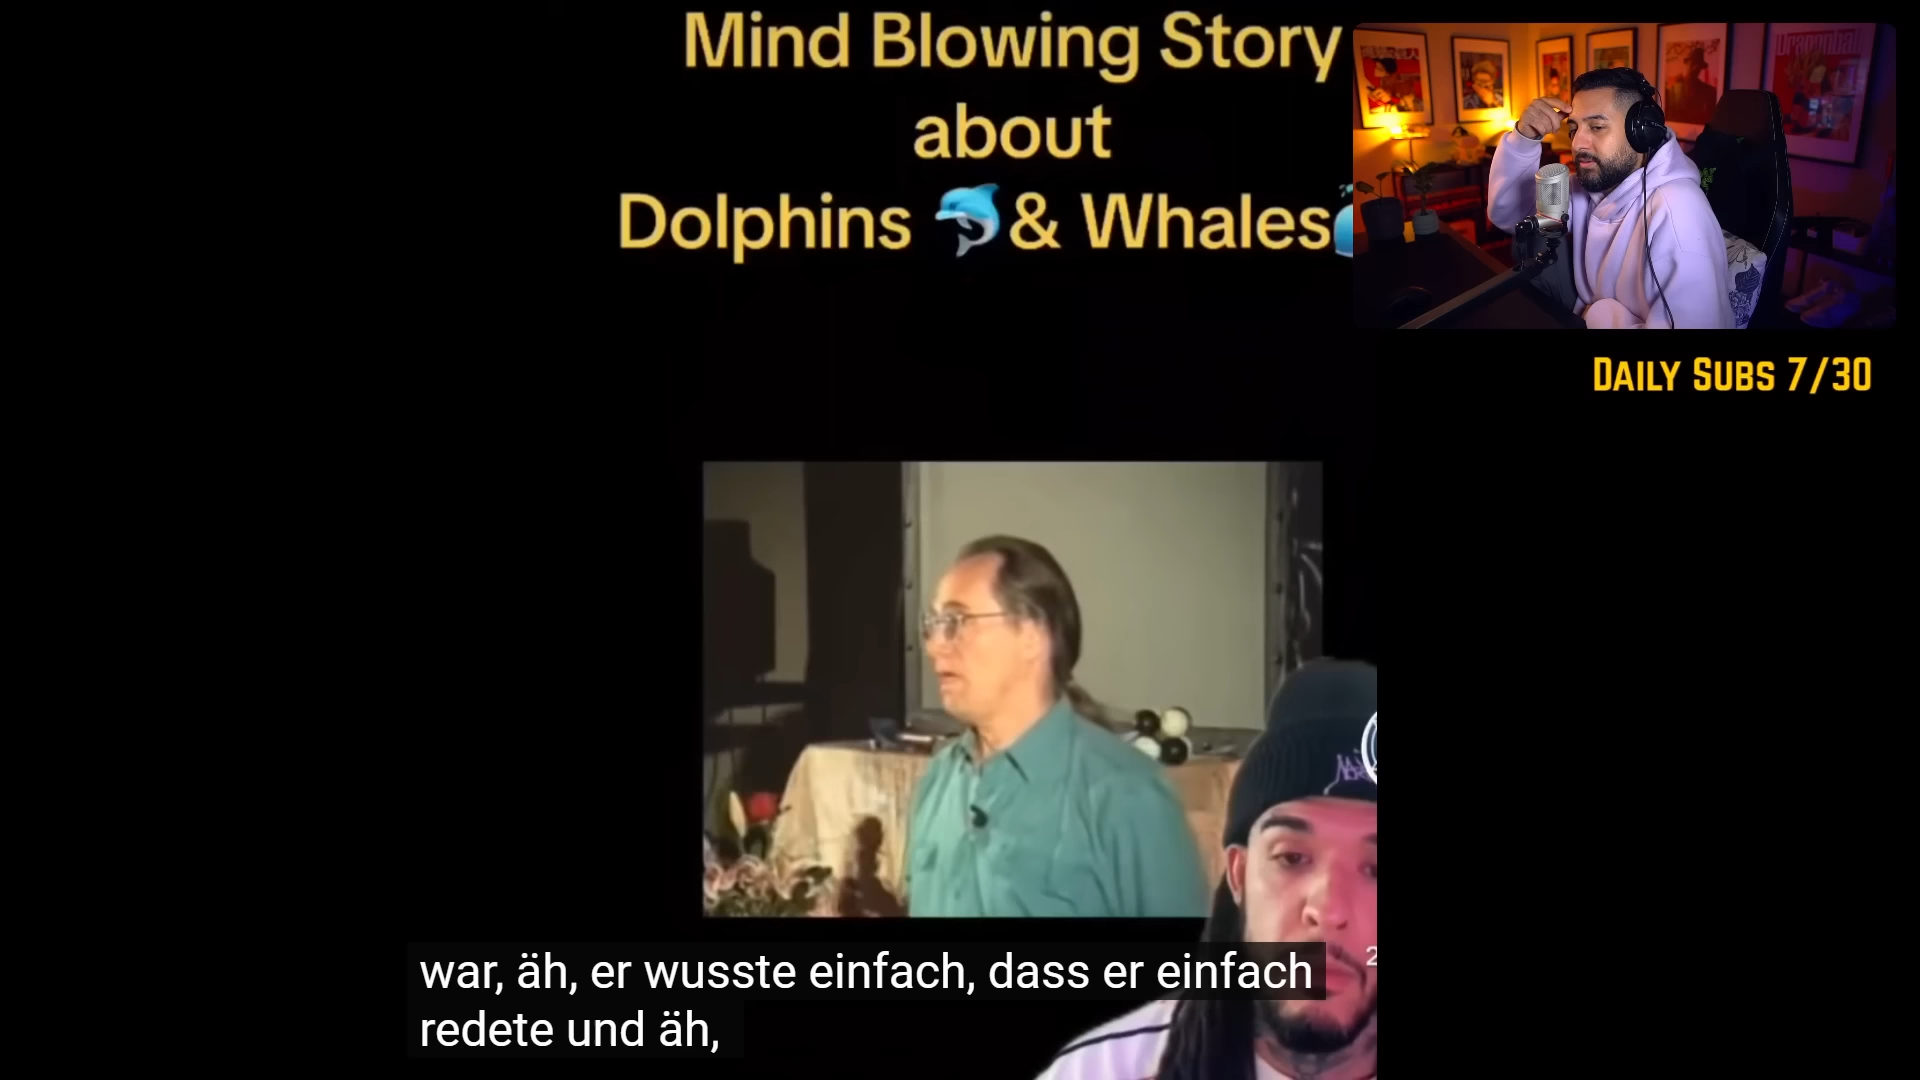 Mind Blowing Story
about
Dolphins 🐬& Whales
DAILY SUBS 7/30
war, äh, er wusste einfach, dass er einfach
redete und äh,
2